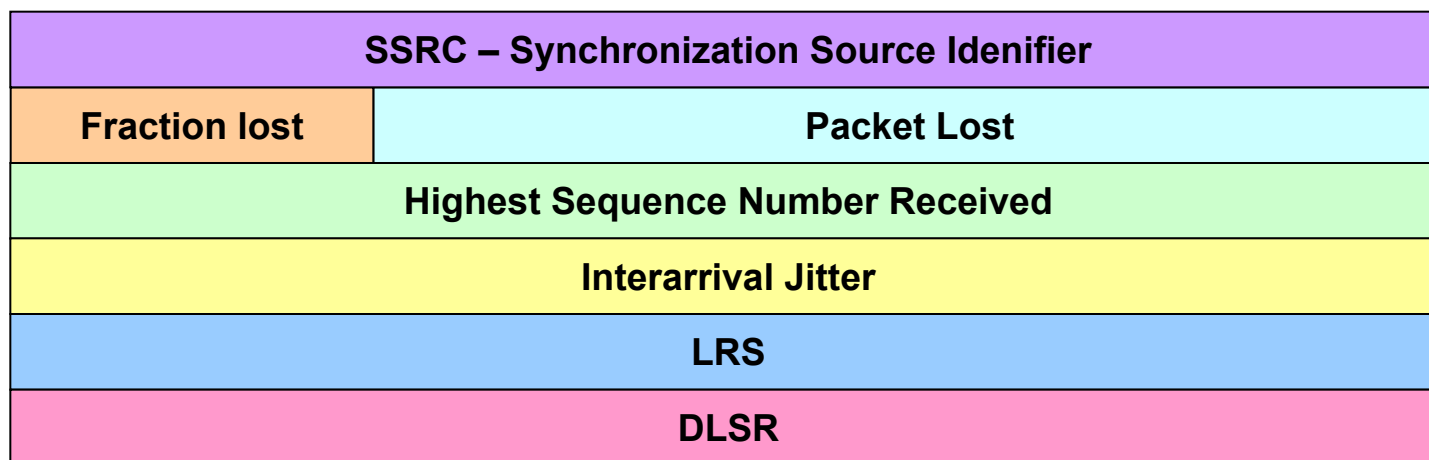 SSRC – Synchronization Source Idenifier
Fraction lost
Packet Lost
Highest Sequence Number Received
Interarrival Jitter
LRS
DLSR